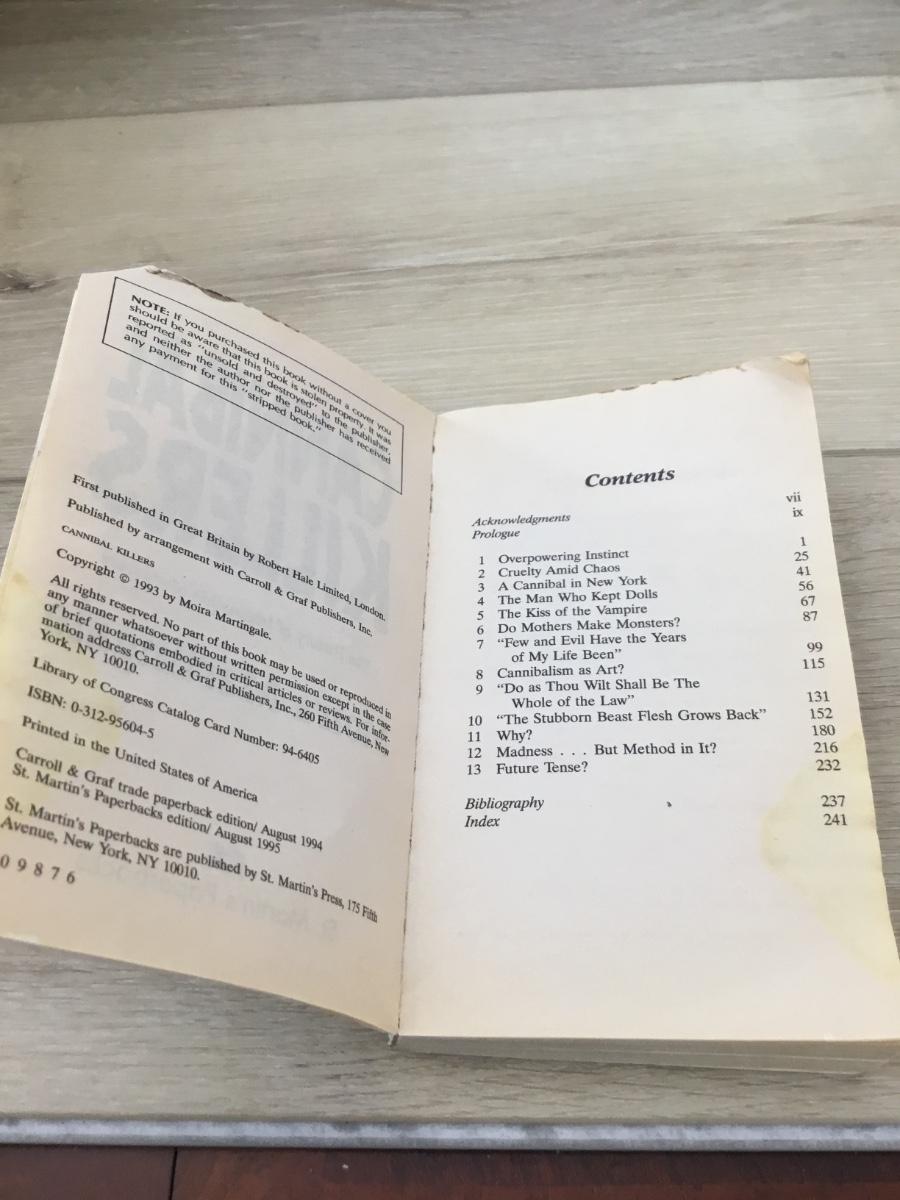 NOTE: If you purchased this book without a cover you
should be aware that this book is stolen property. It was
reported as "unsold and destroyed" to the publisher,
and neither the author nor the publisher has received
any payment for this "stripped book."
First published in Great Britain by Robert Hale Limited, London.
Published by arrangement with Carroll & Graf Publishers, Inc.
CANNIBAL KILLERS
Copyright © 1993 by Moira Martingale.
All rights reserved. No part of this book may be used or reproduced in
any manner whatsoever without written permission except in the case
of brief quotations embodied in critical articles or reviews. For infor-
mation address Carroll & Graf Publishers, Inc., 260 Fifth Avenue, New
York, NY 10010.
Library of Congress Catalog Card Number: 94-6405
ISBN: 0-312-95604-5
Printed in the United States of America
Carroll & Graf trade paperback edition/ August 1994
St. Martin's Paperbacks edition/ August 1995
St. Martin's Paperbacks are published by St. Martin's Press, 175 Fifth
Avenue, New York, NY 10010.
0 9 8 7 6
Contents
Acknowledgments vii
Prologue ix
1 Overpowering Instinct 1
2 Cruelty Amid Chaos 25
3 A Cannibal in New York 41
4 The Man Who Kept Dolls 56
5 The Kiss of the Vampire 67
6 Do Mothers Make Monsters? 87
7 "Few and Evil Have the Years
of My Life Been" 99
8 Cannibalism as Art? 115
9 "Do as Thou Wilt Shall Be The
Whole of the Law" 131
10 "The Stubborn Beast Flesh Grows Back" 152
11 Why? 180
12 Madness . . . But Method in It? 216
13 Future Tense? 232
Bibliography 237
Index 241